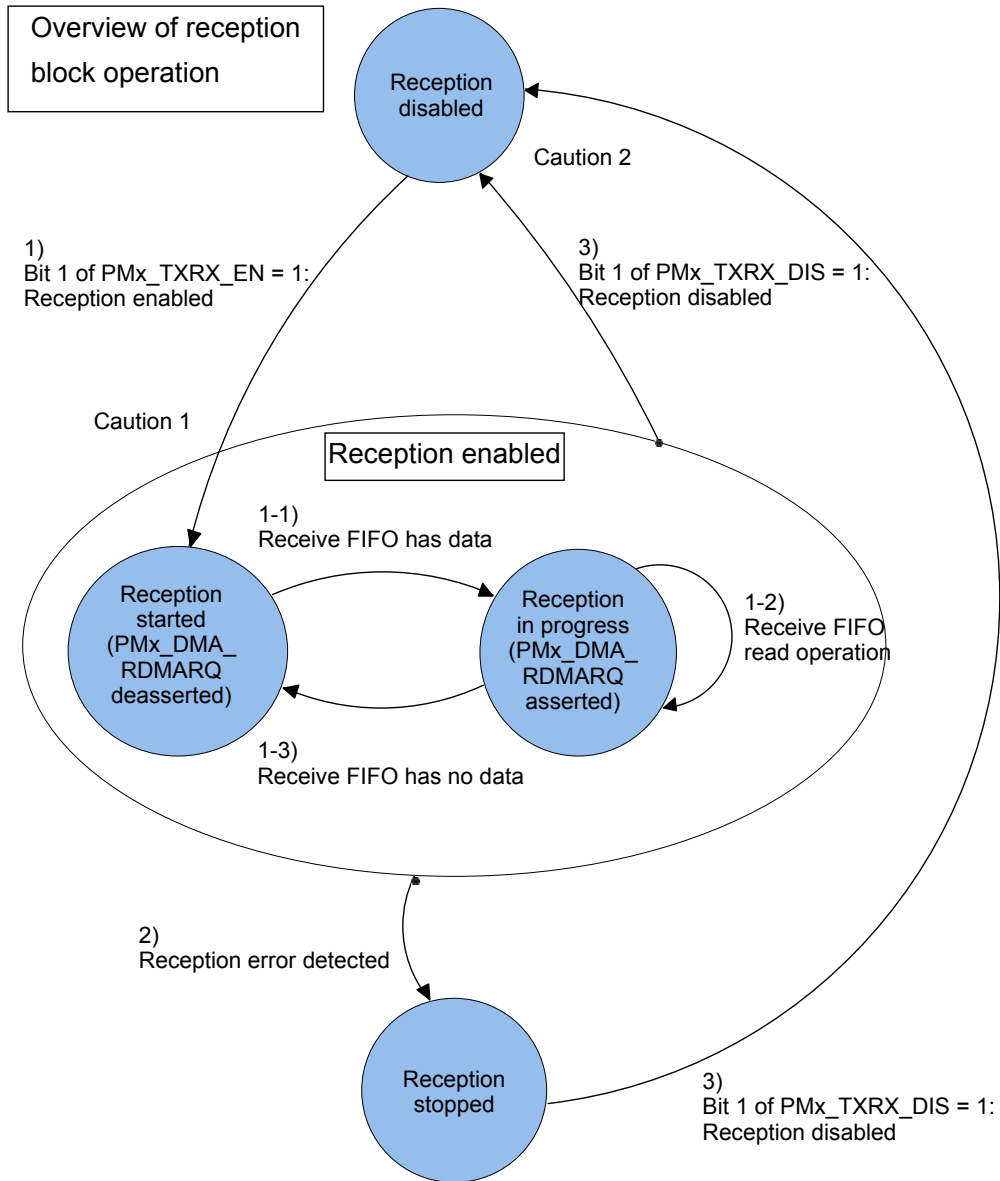 Overview of reception
block operation
Reception
disabled
Caution 2
1)
Bit 1 of PMx_TXRX_EN = 1:
Reception enabled
3)
Bit 1 of PMx_TXRX_DIS = 1:
Reception disabled
Caution 1
Reception enabled
1-1)
Receive FIFO has data
Reception
started
(PMx_DMA_
RDMARQ
deasserted)
Reception
in progress
(PMx_DMA_
RDMARQ
asserted)
1-2)
Receive FIFO
read operation
1-3)
Receive FIFO has no data
2)
Reception error detected
Reception
stopped
3)
Bit 1 of PMx_TXRX_DIS = 1:
Reception disabled